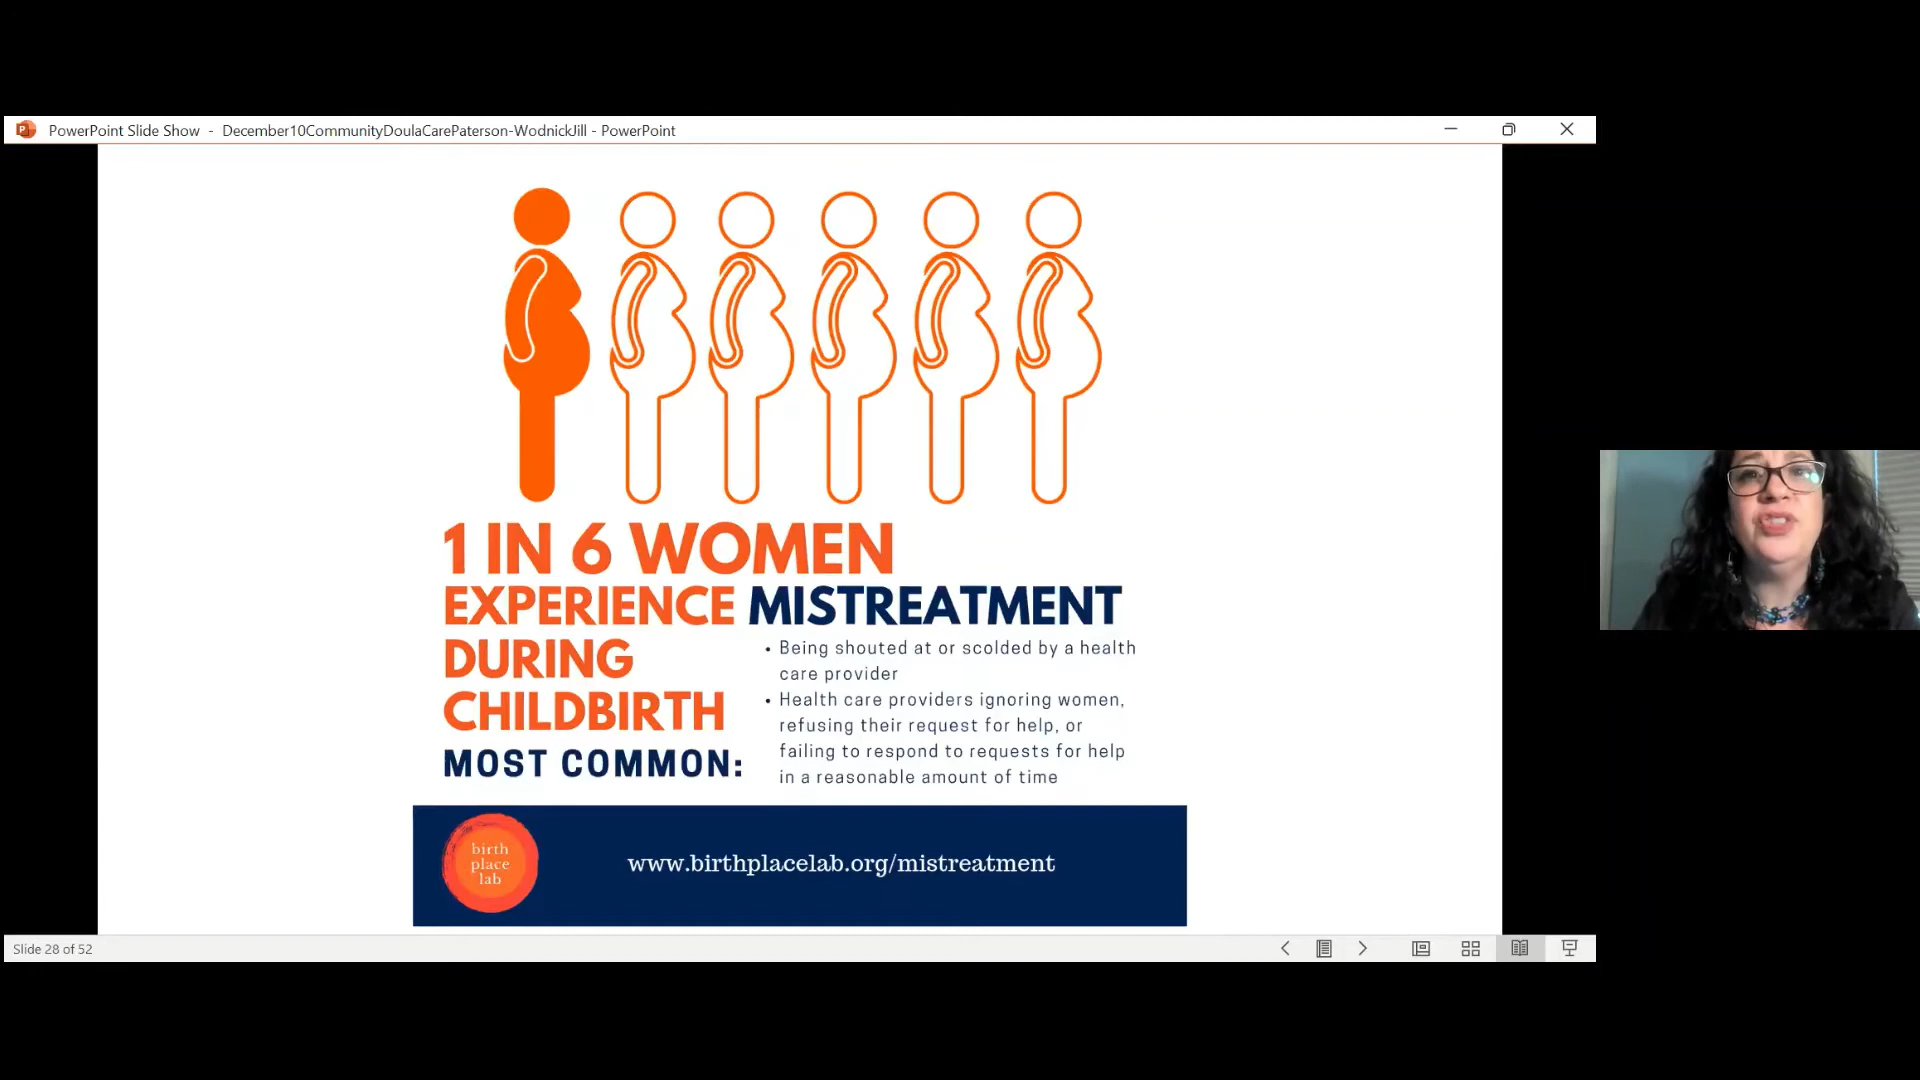 PowerPoint Slide Show - December10CommunityDoulaCarePaterson-WodnickJill - PowerPoint
1 IN 6 WOMEN
EXPERIENCE MISTREATMENT
DURING
CHILDBIRTH
MOST COMMON:
• Being shouted at or scolded by a health
care provider
• Health care providers ignoring women,
refusing their request for help, or
failing to respond to requests for help
in a reasonable amount of time
birth
place
lab
www.birthplacelab.org/mistreatment
Slide 28 of 52